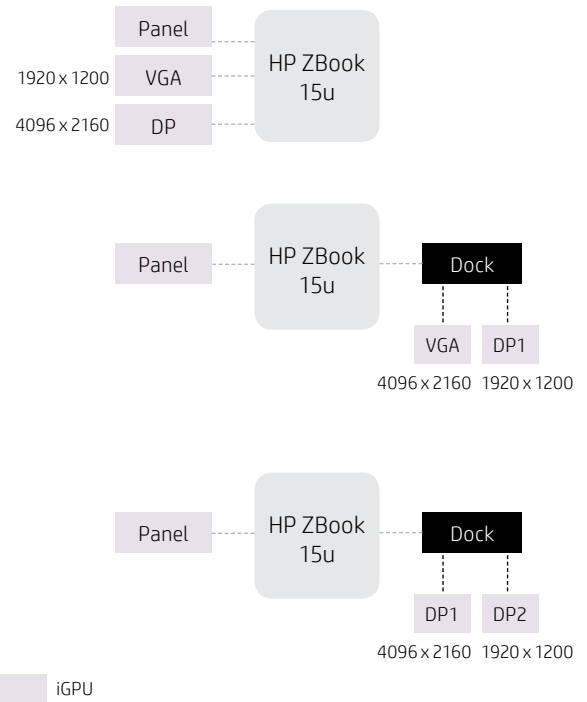 Panel
HP ZBook
15u
1920 x 1200 VGA
4096 x 2160 DP
Panel
HP ZBook
15u
Dock
VGA DP1
4096 x 2160 1920 x 1200
Panel
HP ZBook
15u
Dock
DP1 DP2
4096 x 2160 1920 x 1200
iGPU